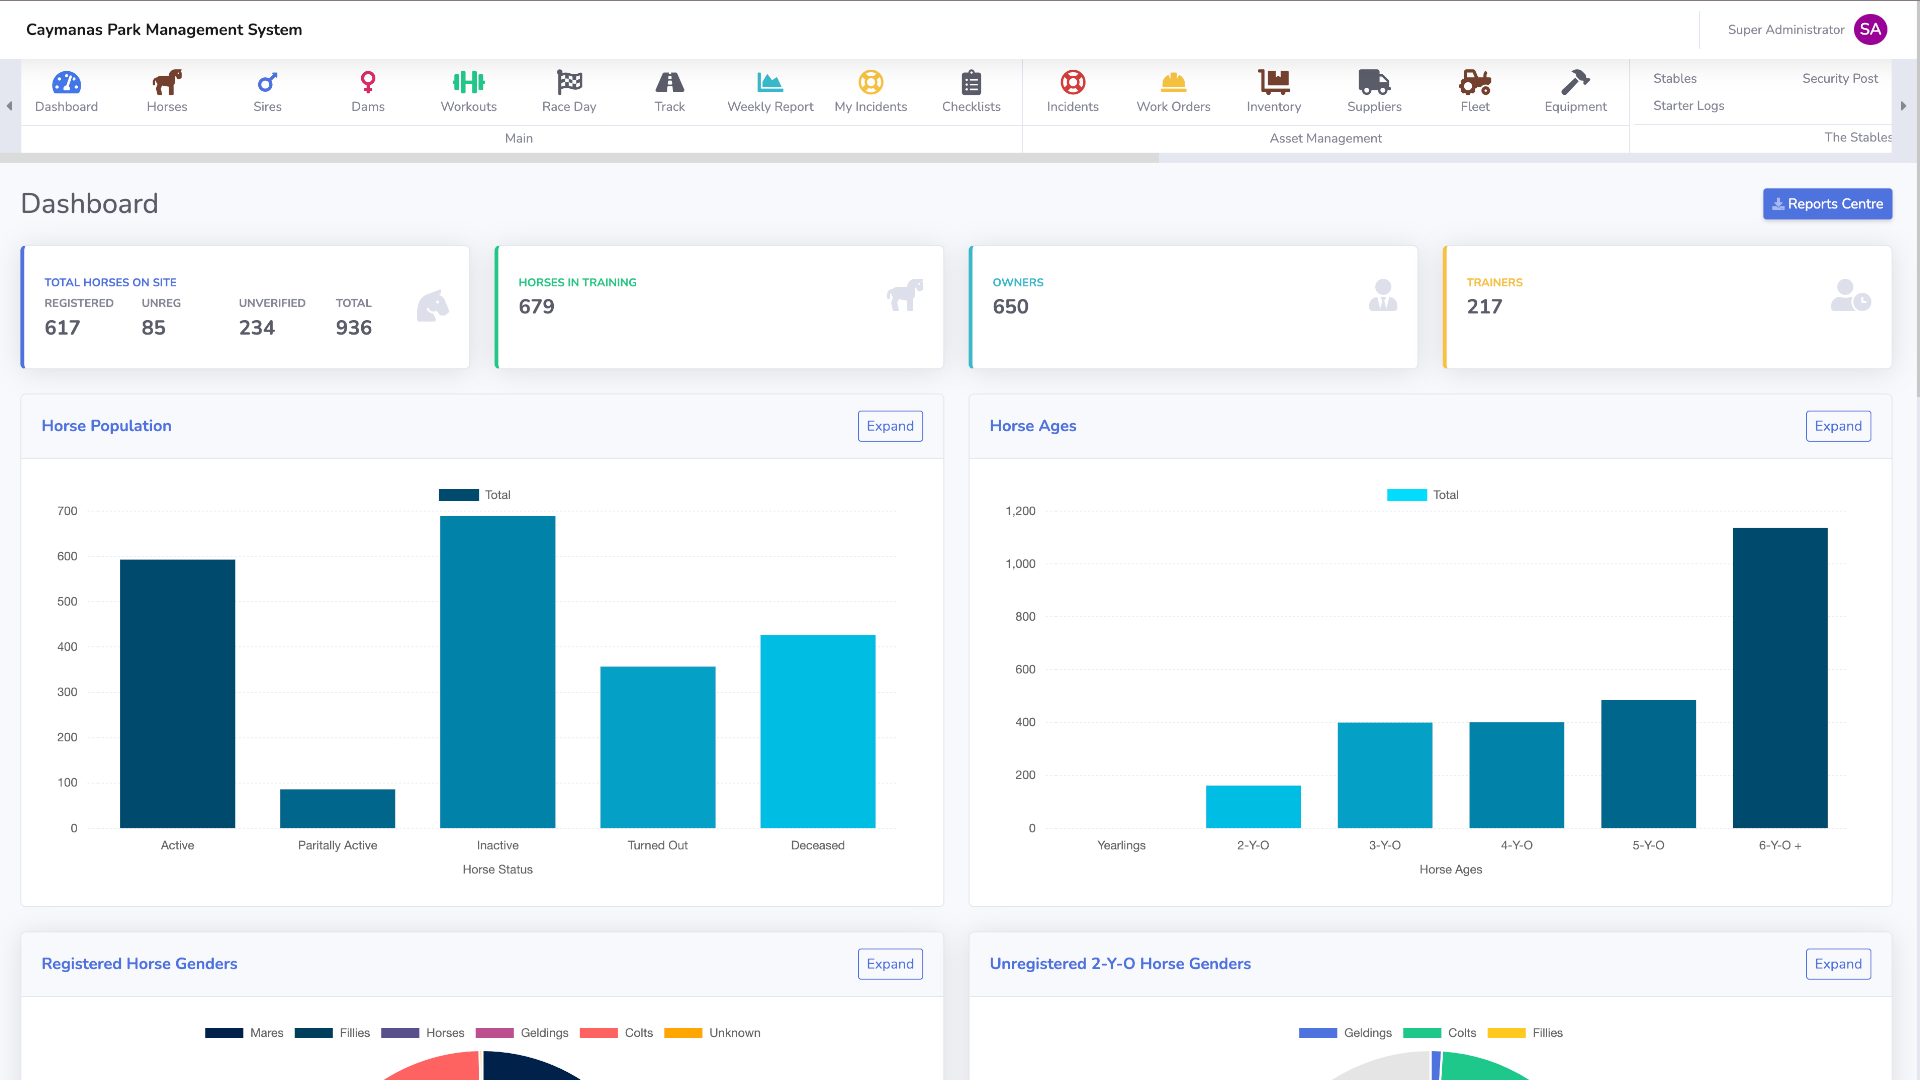 Caymanas Park Management System
Super Administrator SA
Dashboard Horses Sires Dams Workouts Race Day Track Weekly Report My Incidents Checklists
Main
Incidents Work Orders Inventory Suppliers Fleet Equipment
Asset Management
Stables Security Post
Starter Logs
The Stables
Dashboard
Reports Centre
TOTAL HORSES ON SITE
REGISTERED UNREG UNVERIFIED TOTAL
617 85 234 936
HORSES IN TRAINING
679
OWNERS
650
TRAINERS
217
Horse Population Expand
Total
700
600
500
400
300
200
100
0
Active Paritally Active Inactive Turned Out Deceased
Horse Status
Horse Ages Expand
Total
1,200
1,000
800
600
400
200
0
Yearlings 2-Y-O 3-Y-O 4-Y-O 5-Y-O 6-Y-O +
Horse Ages
Registered Horse Genders Expand
Mares Fillies Horses Geldings Colts Unknown
Unregistered 2-Y-O Horse Genders Expand
Geldings Colts Fillies